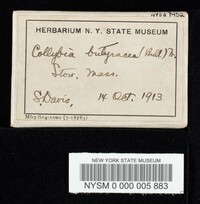 HERBARIUM N. Y. STATE MUSEUM
Collybia butyracea (Bull.) Fr.
Stow, Mass.
S. Davis, 14 Oct. 1913
NEW YORK STATE MUSEUM
NYSM 0 000 005 883